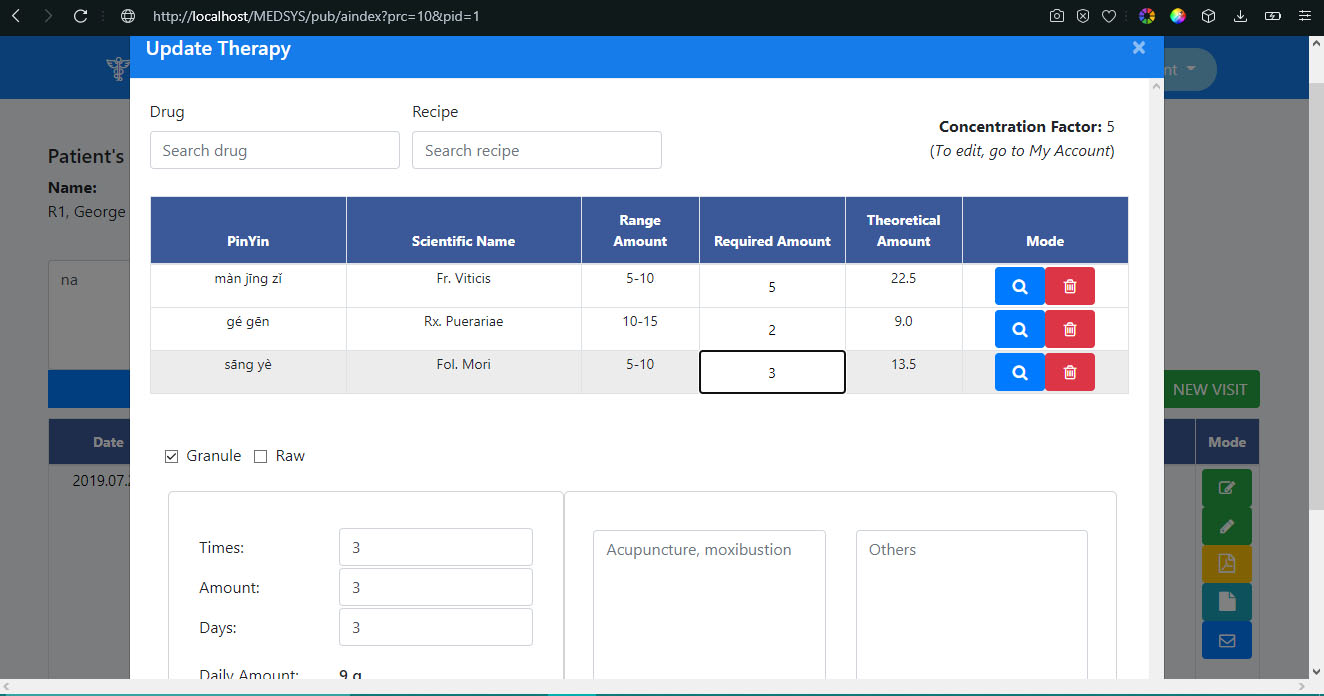 http://localhost/MEDSYS/pub/aindex?prc=10&pid=1
Update Therapy
nt
Patient's
Name:
R1, George
na
Drug
Recipe
Search drug
Search recipe
Concentration Factor: 5
(To edit, go to My Account)
PinYin Scientific Name Range Amount Required Amount Theoretical Amount Mode
màn jīng zǐ Fr. Viticis 5-10 5 22.5
gé gēn Rx. Puerariae 10-15 2 9.0
sāng yè Fol. Mori 5-10 3 13.5
NEW VISIT
Date
Mode
2019.07.
Granule Raw
Times: 3
Amount: 3
Days: 3
Daily Amount: 9 g
Acupuncture, moxibustion
Others